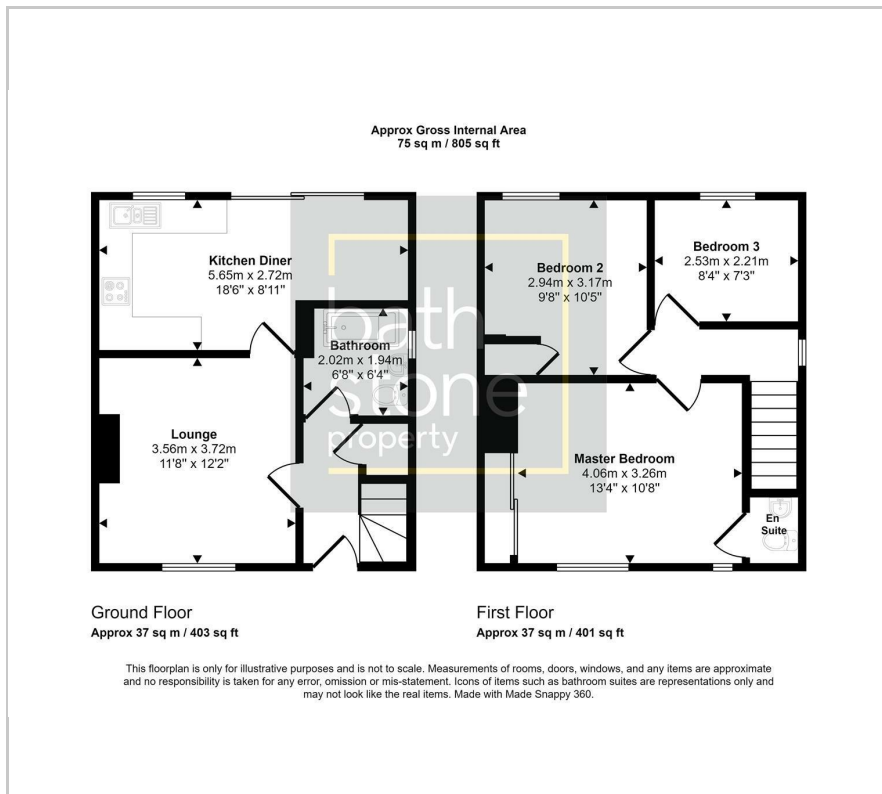 Approx Gross Internal Area
75 sq m / 805 sq ft
Kitchen Diner
5.65m x 2.72m
18'6" x 8'11"
Bathroom
2.02m x 1.94m
6'8" x 6'4"
Lounge
3.56m x 3.72m
11'8" x 12'2"
Bedroom 2
2.94m x 3.17m
9'8" x 10'5"
Bedroom 3
2.53m x 2.21m
8'4" x 7'3"
Master Bedroom
4.06m x 3.26m
13'4" x 10'8"
En
Suite
bath
stone
property
Ground Floor
Approx 37 sq m / 403 sq ft
First Floor
Approx 37 sq m / 401 sq ft
This floorplan is only for illustrative purposes and is not to scale. Measurements of rooms, doors, windows, and any items are approximate
and no responsibility is taken for any error, omission or mis-statement. Icons of items such as bathroom suites are representations only and
may not look like the real items. Made with Made Snappy 360.